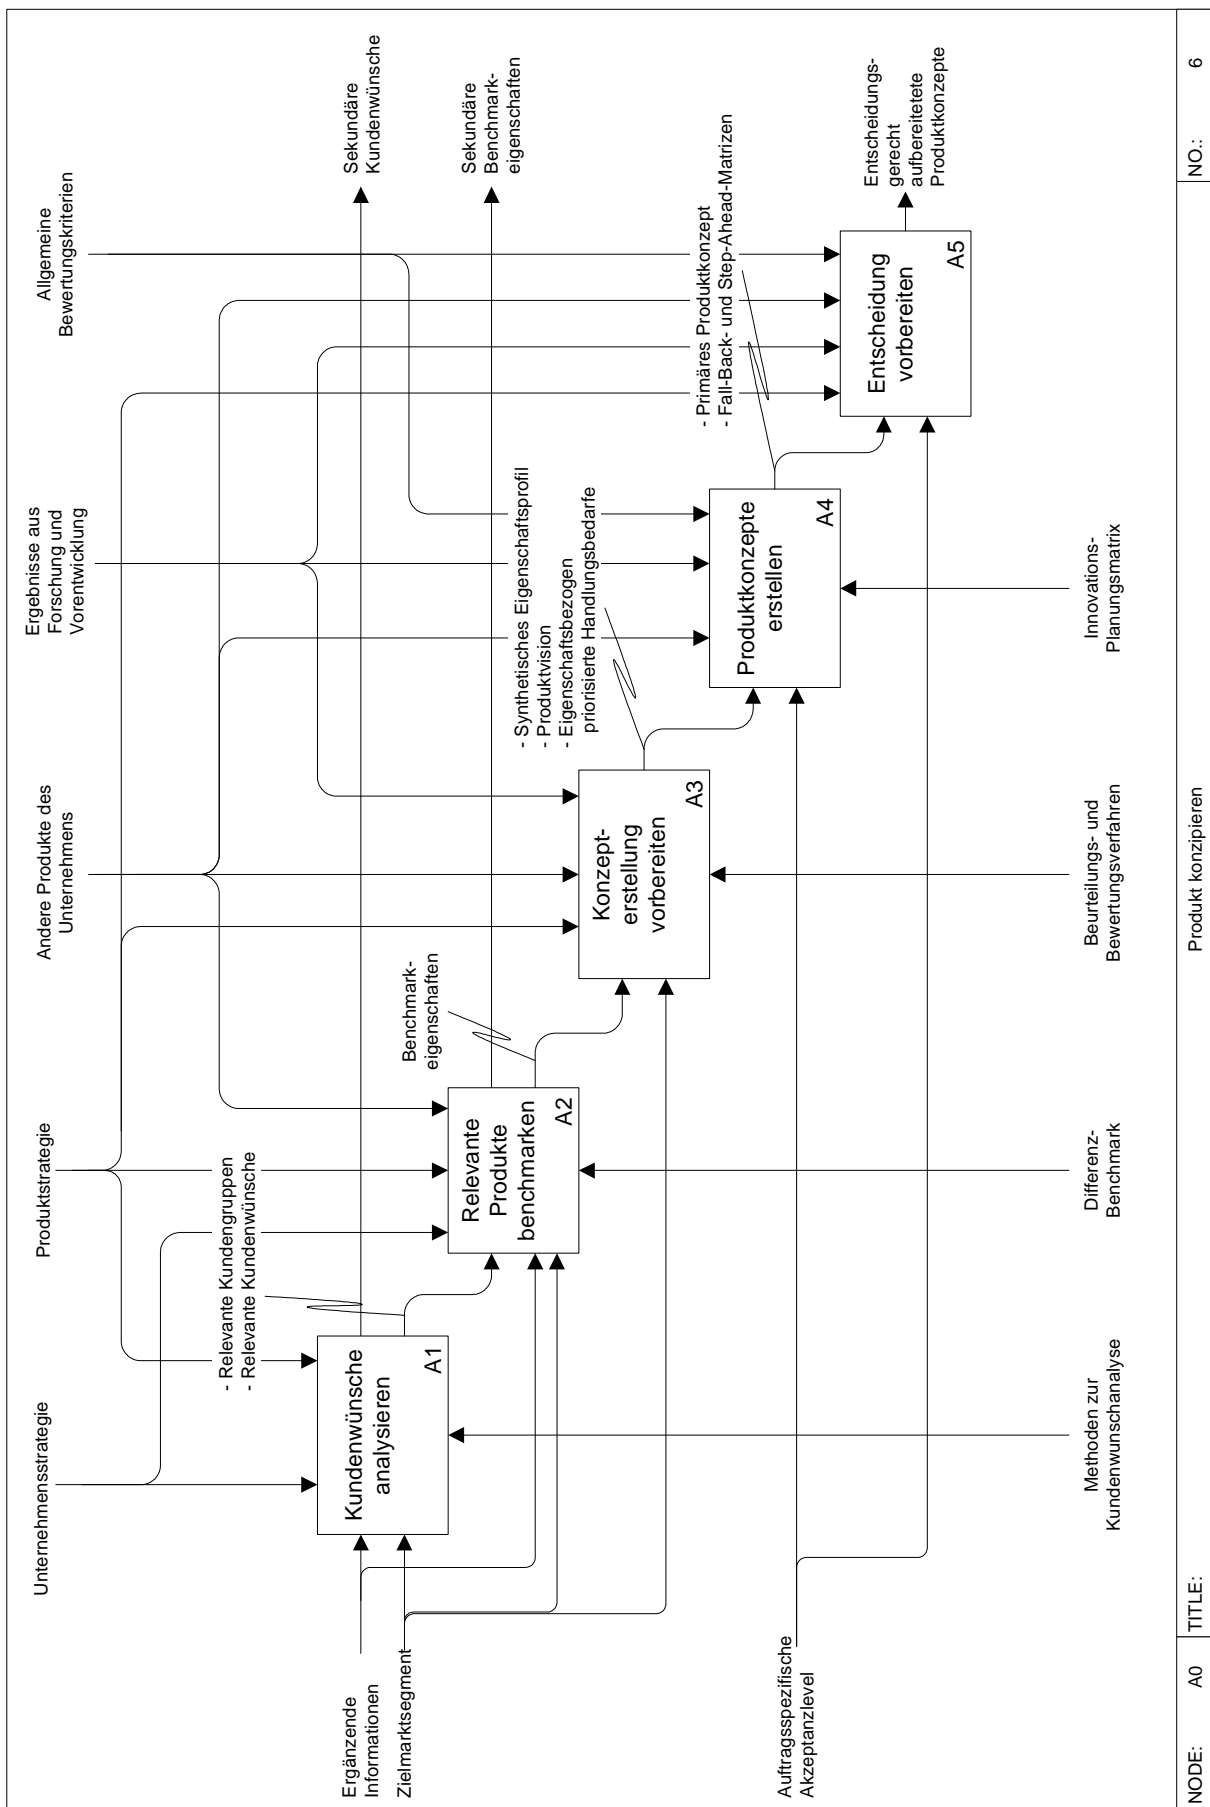 Unternehmensstrategie
Produktstrategie
Andere Produkte des
Unternehmens
Ergebnisse aus
Forschung und
Vorentwicklung
Allgemeine
Bewertungskriterien
Sekundäre
Kundenwünsche
Sekundäre
Benchmark-
eigenschaften
- Relevante Kundengruppen
- Relevante Kundenwünsche
Kundenwünsche
analysieren
A1
Ergänzende
Informationen
Zielmarktsegment
Benchmark-
eigenschaften
Relevante
Produkte
benchmarken
A2
- Synthetisches Eigenschaftsprofil
- Produktvision
- Eigenschaftsbezogen
priorisierte Handlungsbedarfe
Konzept-
erstellung
vorbereiten
A3
- Primäres Produktkonzept
- Fall-Back- und Step-Ahead-Matrizen
Produktkonzepte
erstellen
A4
Entscheidung
vorbereiten
A5
Entscheidungs-
gerecht
aufbereitetete
Produktkonzepte
Auftragsspezifische
Akzeptanzlevel
Methoden zur
Kundenwunschanalyse
Differenz-
Benchmark
Beurteilungs- und
Bewertungsverfahren
Innovations-
Planungsmatrix
NODE: A0 TITLE: Produkt konzipieren NO.: 6